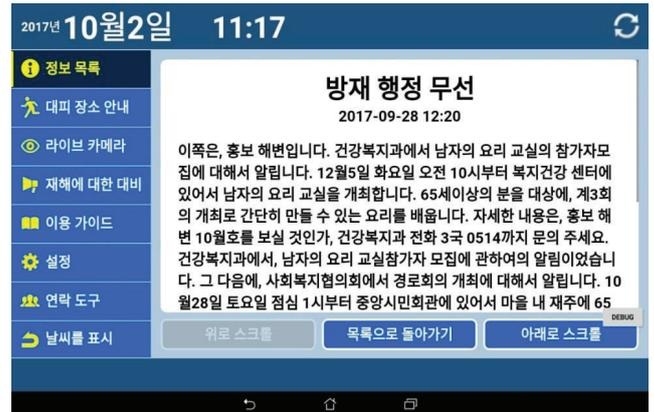 2017년 10월2일 11:17
정보 목록
대피 장소 안내
라이브 카메라
재해에 대한 대비
이용 가이드
설정
연락 도구
날씨를 표시
방재 행정 무선
2017-09-28 12:20
이쪽은, 홍보 해변입니다. 건강복지과에서 남자의 요리 교실의 참가자모
집에 대해서 알립니다. 12월5일 화요일 오전 10시부터 복지건강 센터에
있어서 남자의 요리 교실을 개최합니다. 65세이상의 분을 대상에, 계3회
의 개최로 간단히 만들 수 있는 요리를 배웁니다. 자세한 내용은, 홍보 해
변 10월호를 보실 것인가, 건강복지과 전화 3국 0514까지 문의 주세요.
건강복지과에서, 남자의 요리 교실참가자 모집에 관하여의 알림이었습니
다. 그 다음에, 사회복지협의회에서 경로회의 개최에 대해서 알립니다. 10
월28일 토요일 점심 1시부터 중앙시민회관에 있어서 마을 내 재주에 65
DEBUG
위로 스크롤
목록으로 돌아가기
아래로 스크롤